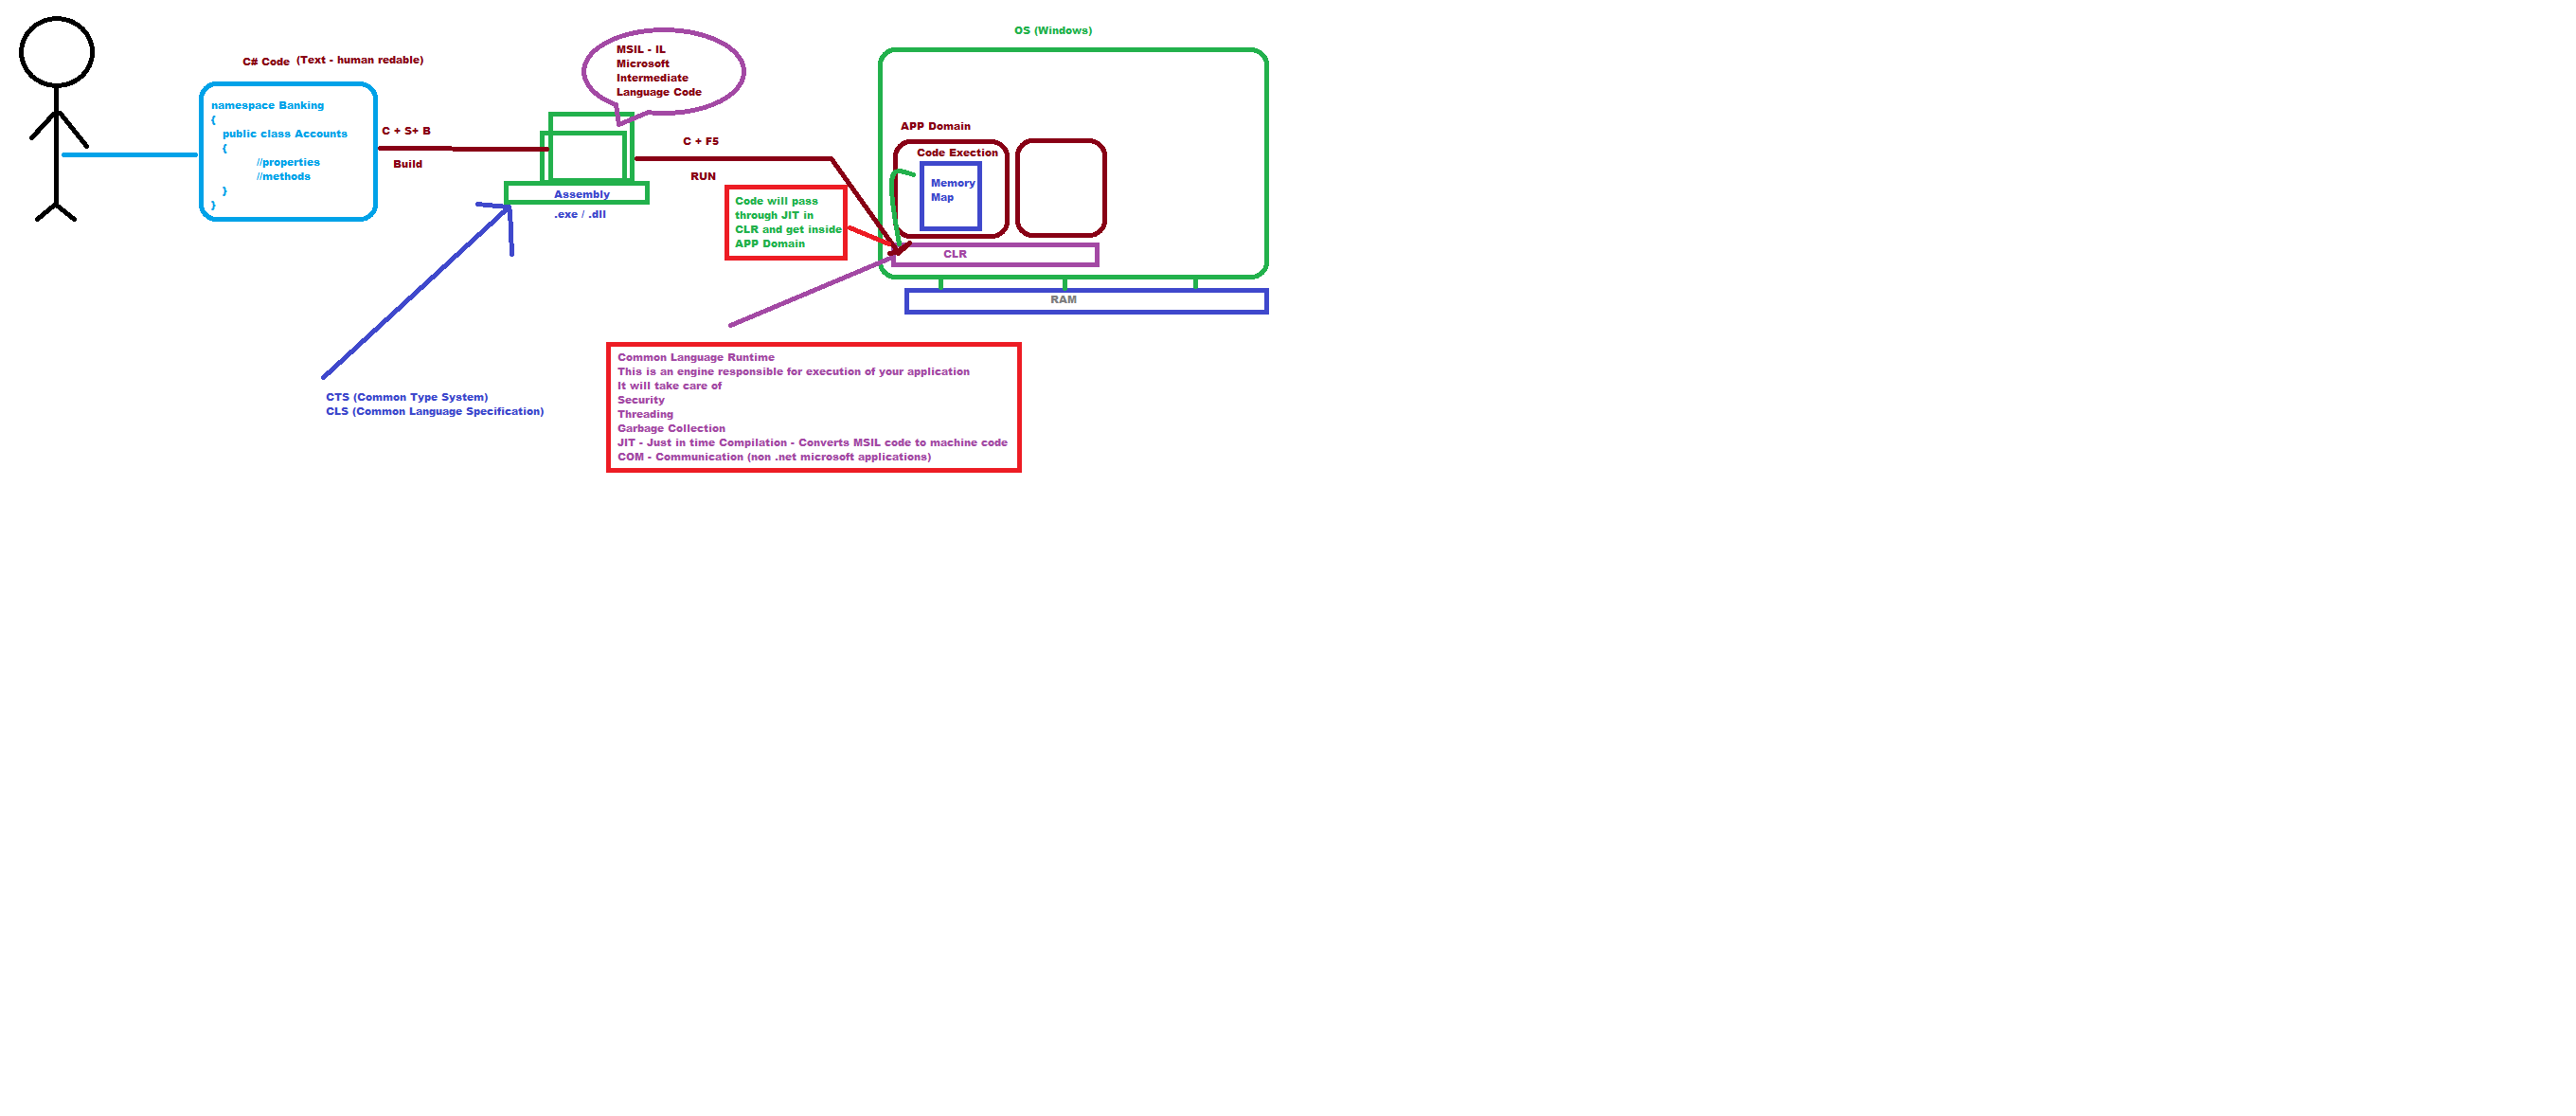 C# Code (Text - human redable)
namespace Banking
{
public class Accounts
{
//properties
//methods
}
}
C + S+ B
Build
MSIL - IL
Microsoft
Intermediate
Language Code
Assembly
.exe / .dll
C + F5
RUN
Code will pass
through JIT in
CLR and get inside
APP Domain
OS (Windows)
APP Domain
Code Exection
Memory
Map
CLR
RAM
CTS (Common Type System)
CLS (Common Language Specification)
Common Language Runtime
This is an engine responsible for execution of your application
It will take care of
Security
Threading
Garbage Collection
JIT - Just in time Compilation - Converts MSIL code to machine code
COM - Communication (non .net microsoft applications)